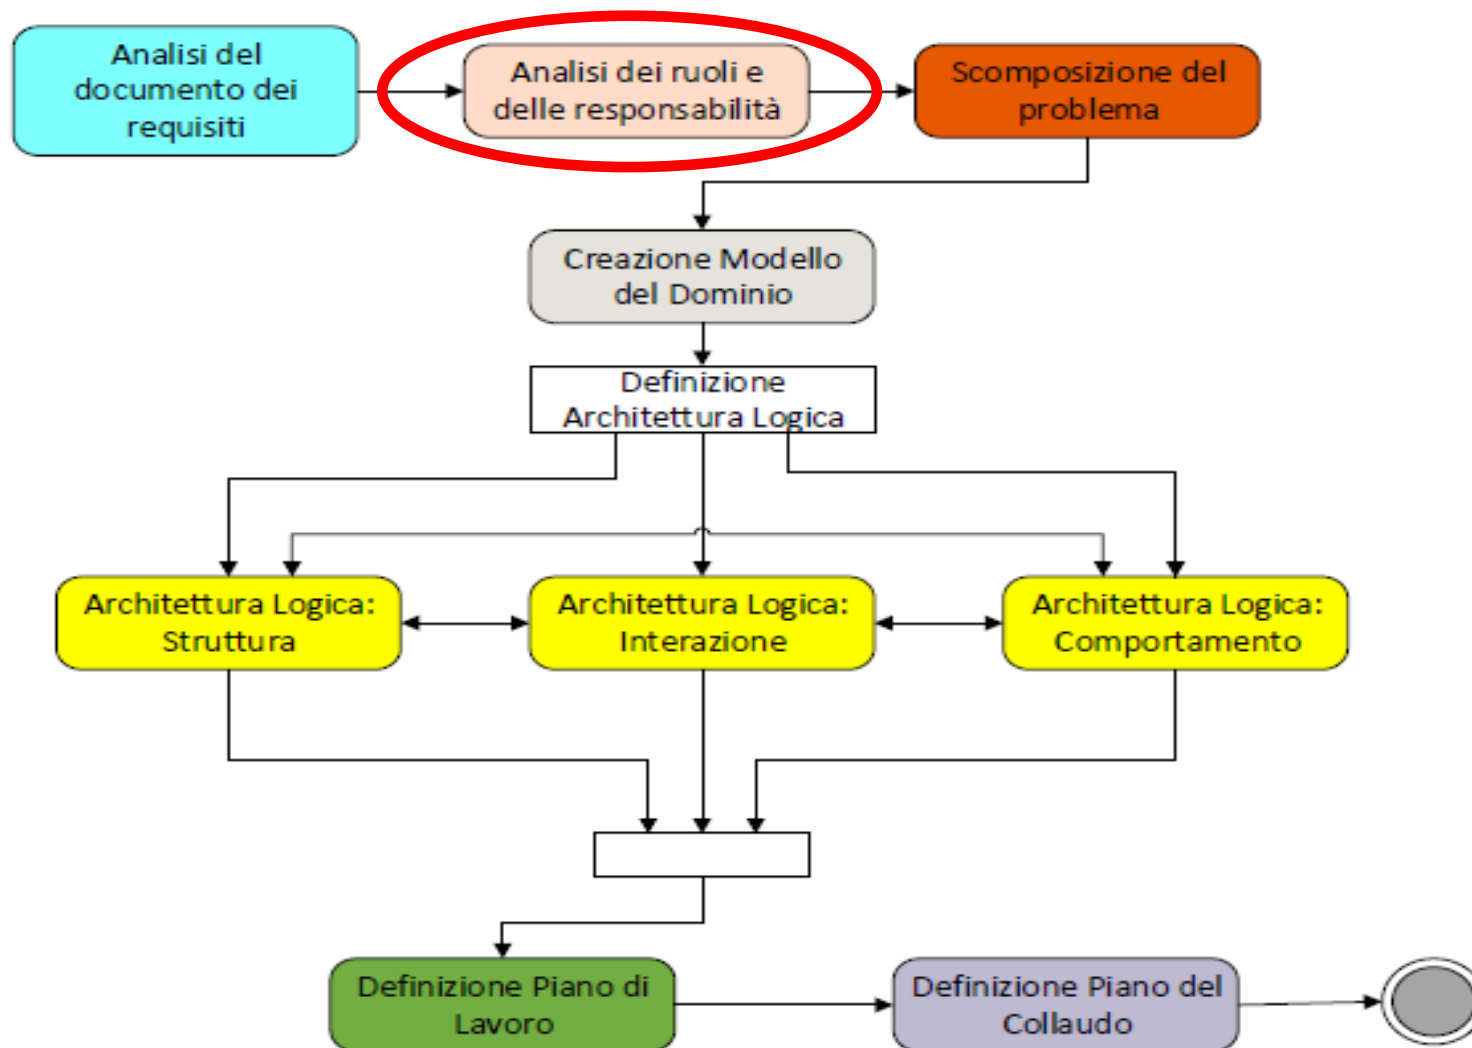 Analisi del
documento dei
requisiti
Analisi dei ruoli e
delle responsabilità
Scomposizione del
problema
Creazione Modello
del Dominio
Definizione
Architettura Logica
Architettura Logica:
Struttura
Architettura Logica:
Interazione
Architettura Logica:
Comportamento
Definizione Piano di
Lavoro
Definizione Piano del
Collaudo